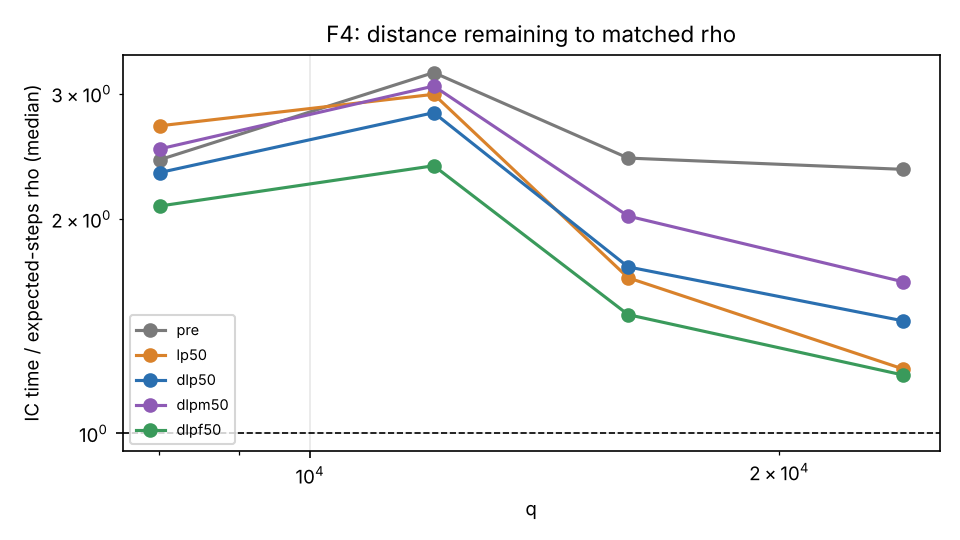 F4: distance remaining to matched rho
IC time / expected-steps rho (median)
3 × 10⁰
2 × 10⁰
10⁰
pre
lp50
dlp50
dlpm50
dlpf50
10⁴
2 × 10⁴
q